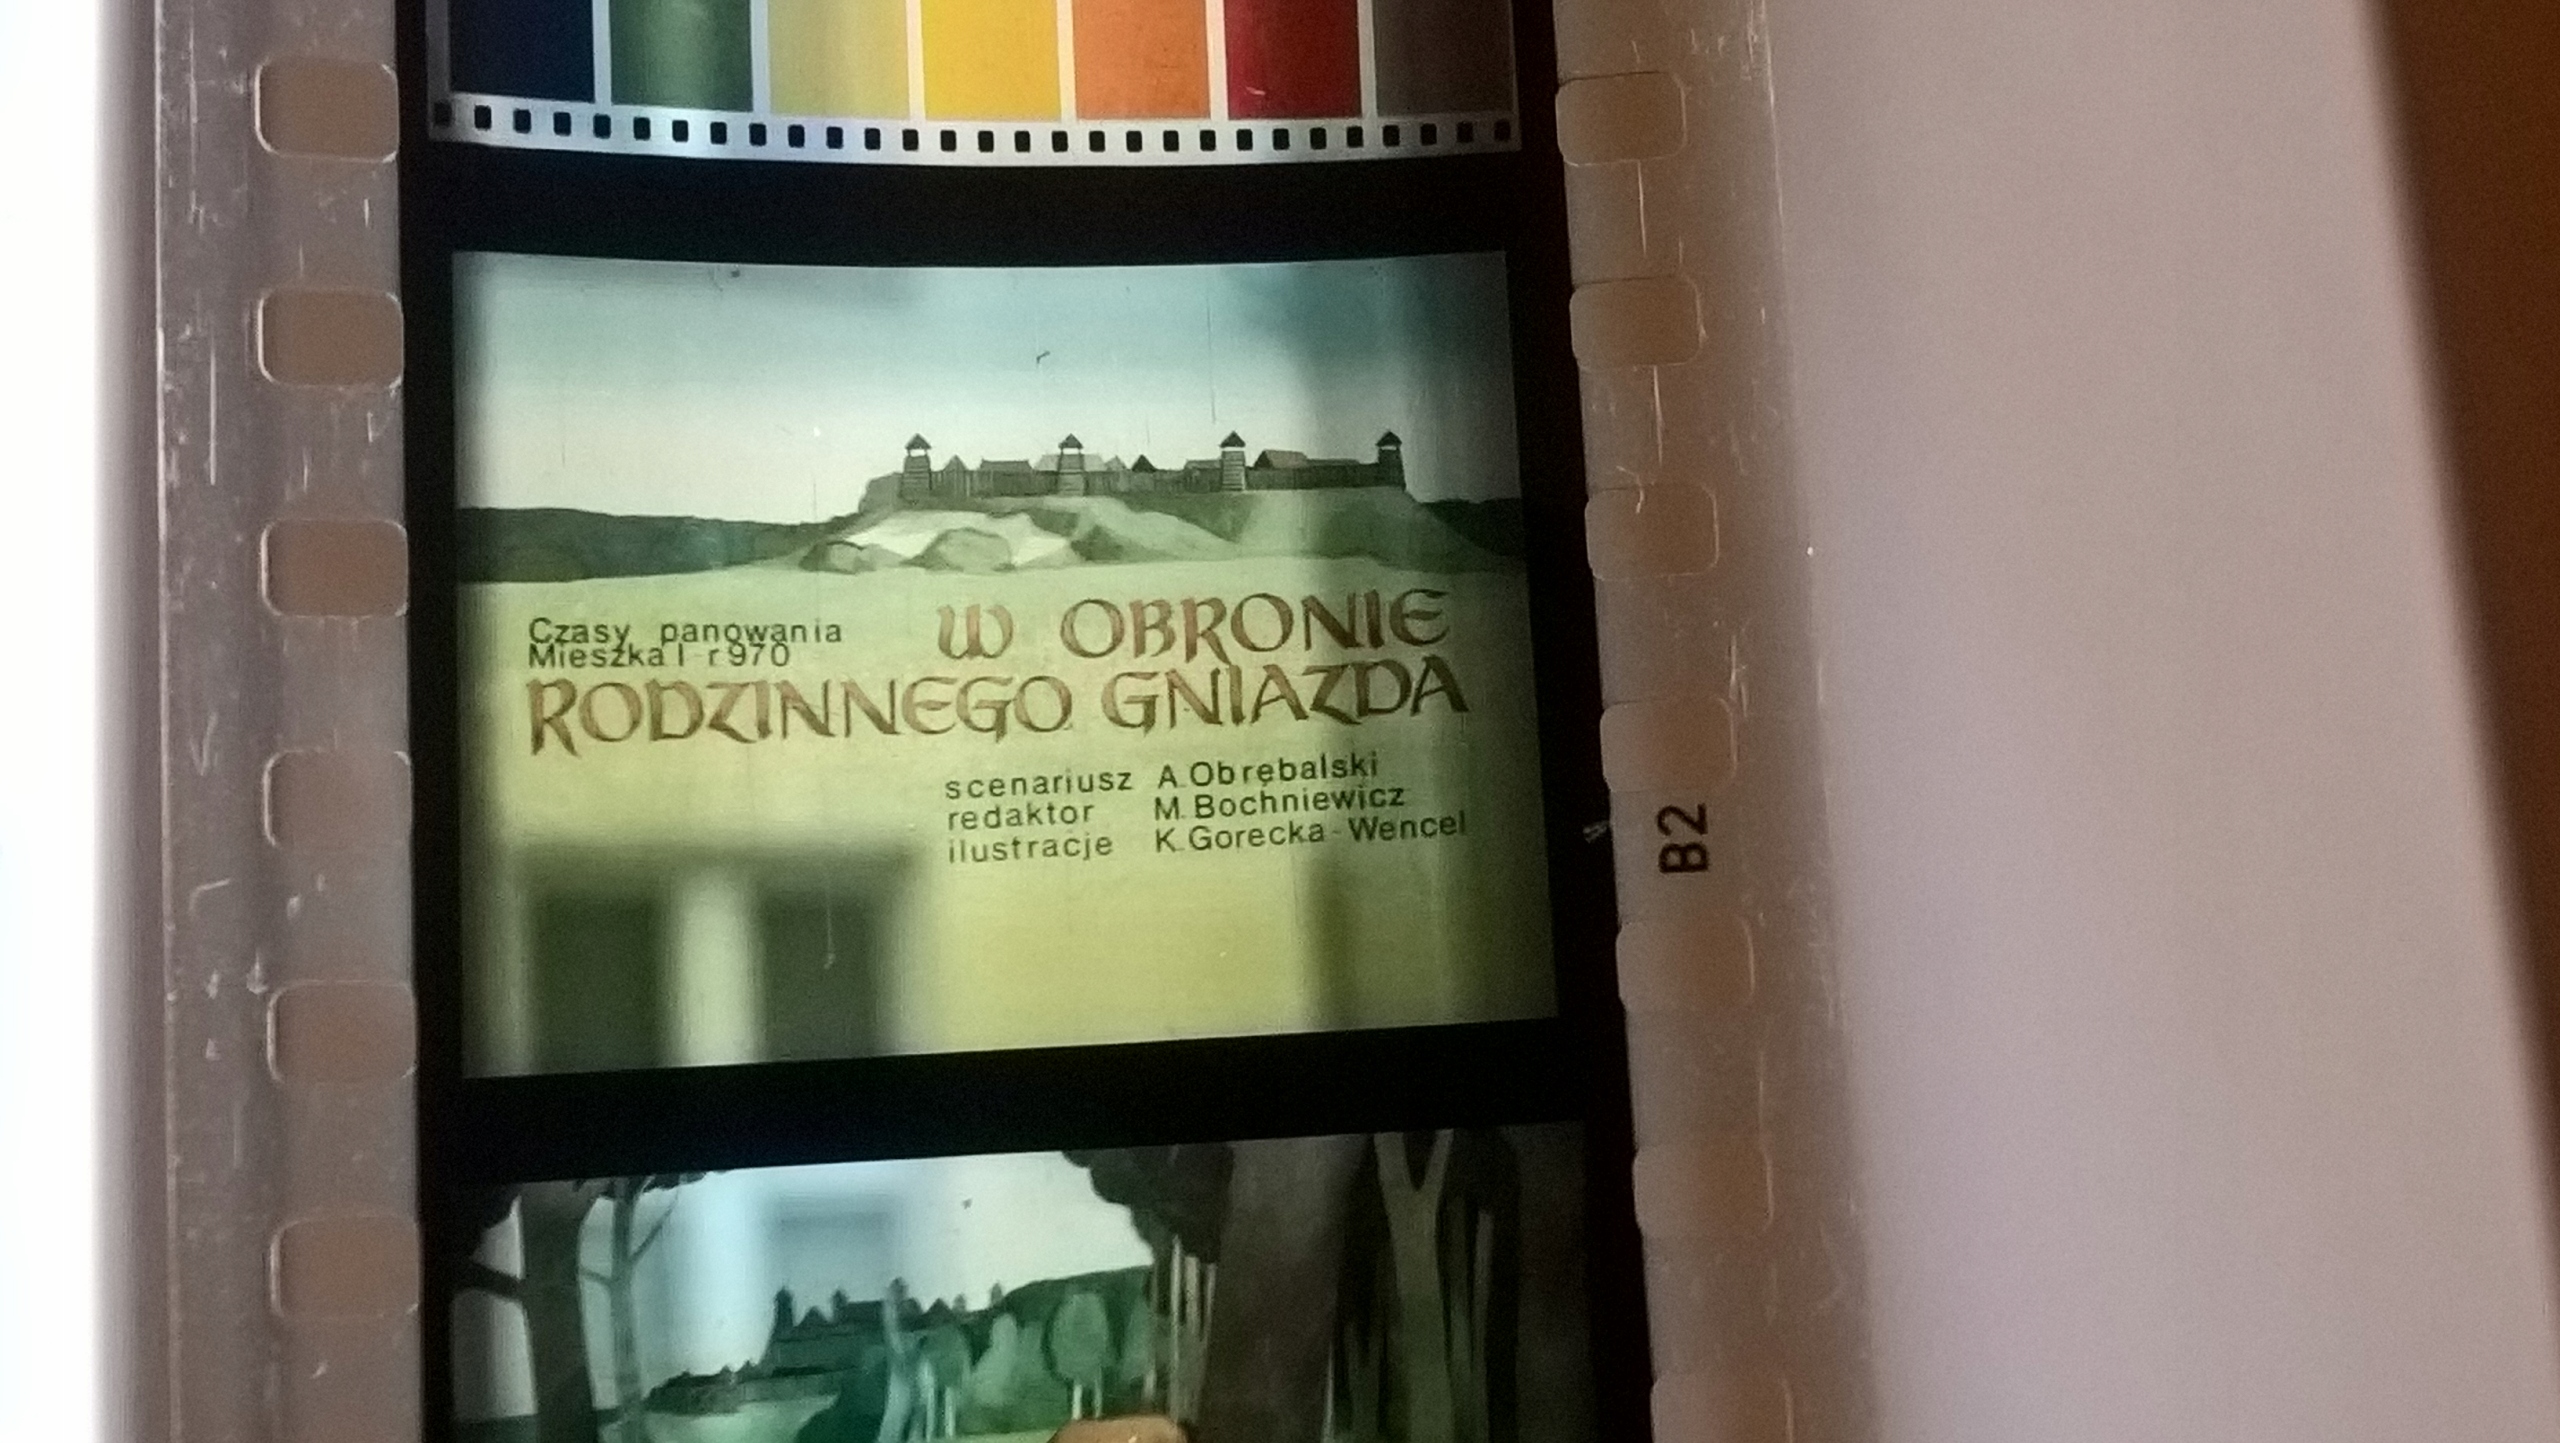 Czasy panowania
Mieszka I r 970
W OBRONIE
RODZINNEGO GNIAZDA
scenariusz A. Obrębalski
redaktor M. Bochniewicz
ilustracje K. Gorecka-Wencel
B2